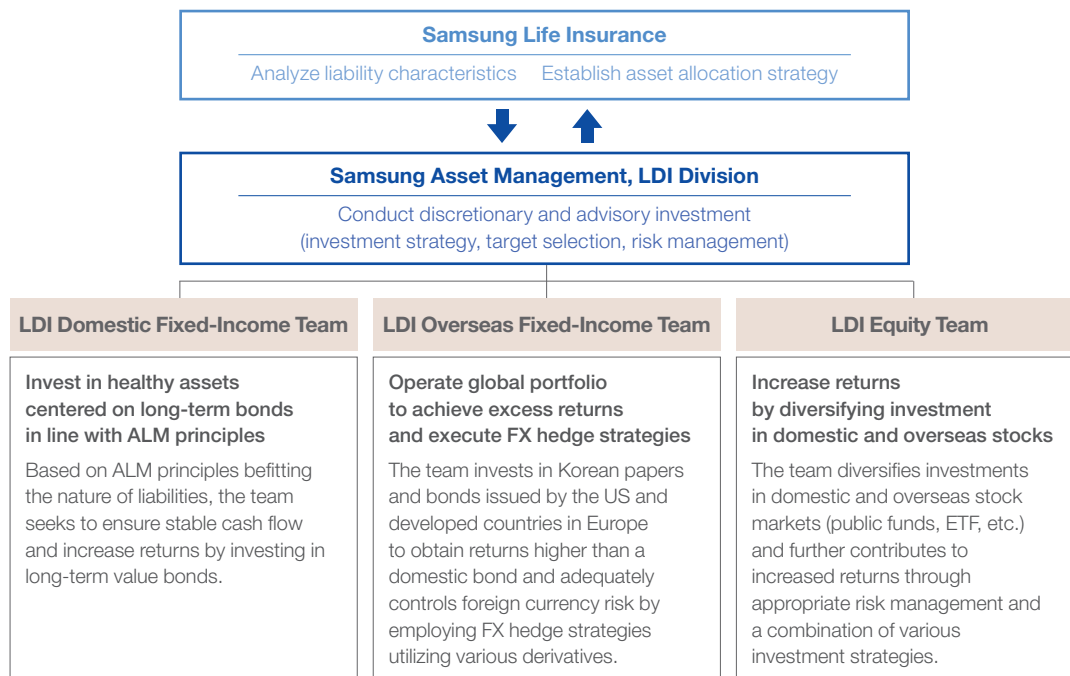 Samsung Life Insurance
Analyze liability characteristics Establish asset allocation strategy
Samsung Asset Management, LDI Division
Conduct discretionary and advisory investment
(investment strategy, target selection, risk management)
LDI Domestic Fixed-Income Team
Invest in healthy assets
centered on long-term bonds
in line with ALM principles
Based on ALM principles befitting
the nature of liabilities, the team
seeks to ensure stable cash flow
and increase returns by investing in
long-term value bonds.
LDI Overseas Fixed-Income Team
Operate global portfolio
to achieve excess returns
and execute FX hedge strategies
The team invests in Korean papers
and bonds issued by the US and
developed countries in Europe
to obtain returns higher than a
domestic bond and adequately
controls foreign currency risk by
employing FX hedge strategies
utilizing various derivatives.
LDI Equity Team
Increase returns
by diversifying investment
in domestic and overseas stocks
The team diversifies investments
in domestic and overseas stock
markets (public funds, ETF, etc.)
and further contributes to
increased returns through
appropriate risk management and
a combination of various
investment strategies.